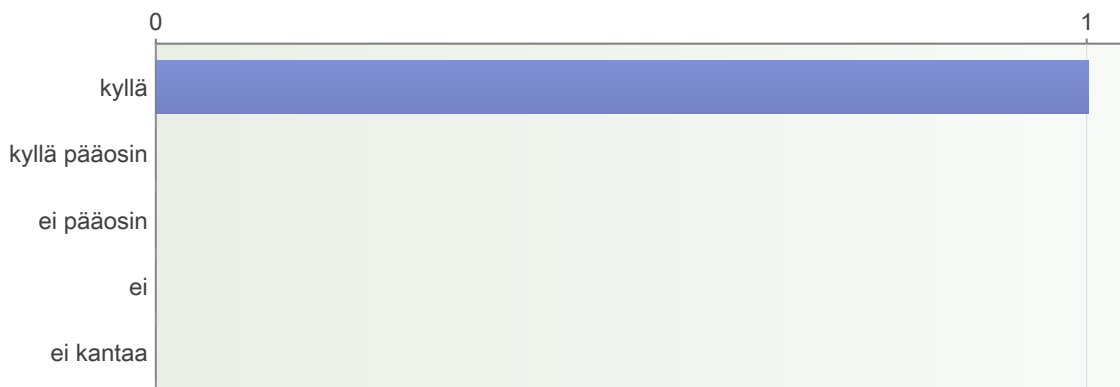 0 1
kyllä
kyllä pääosin
ei pääosin
ei
ei kantaa